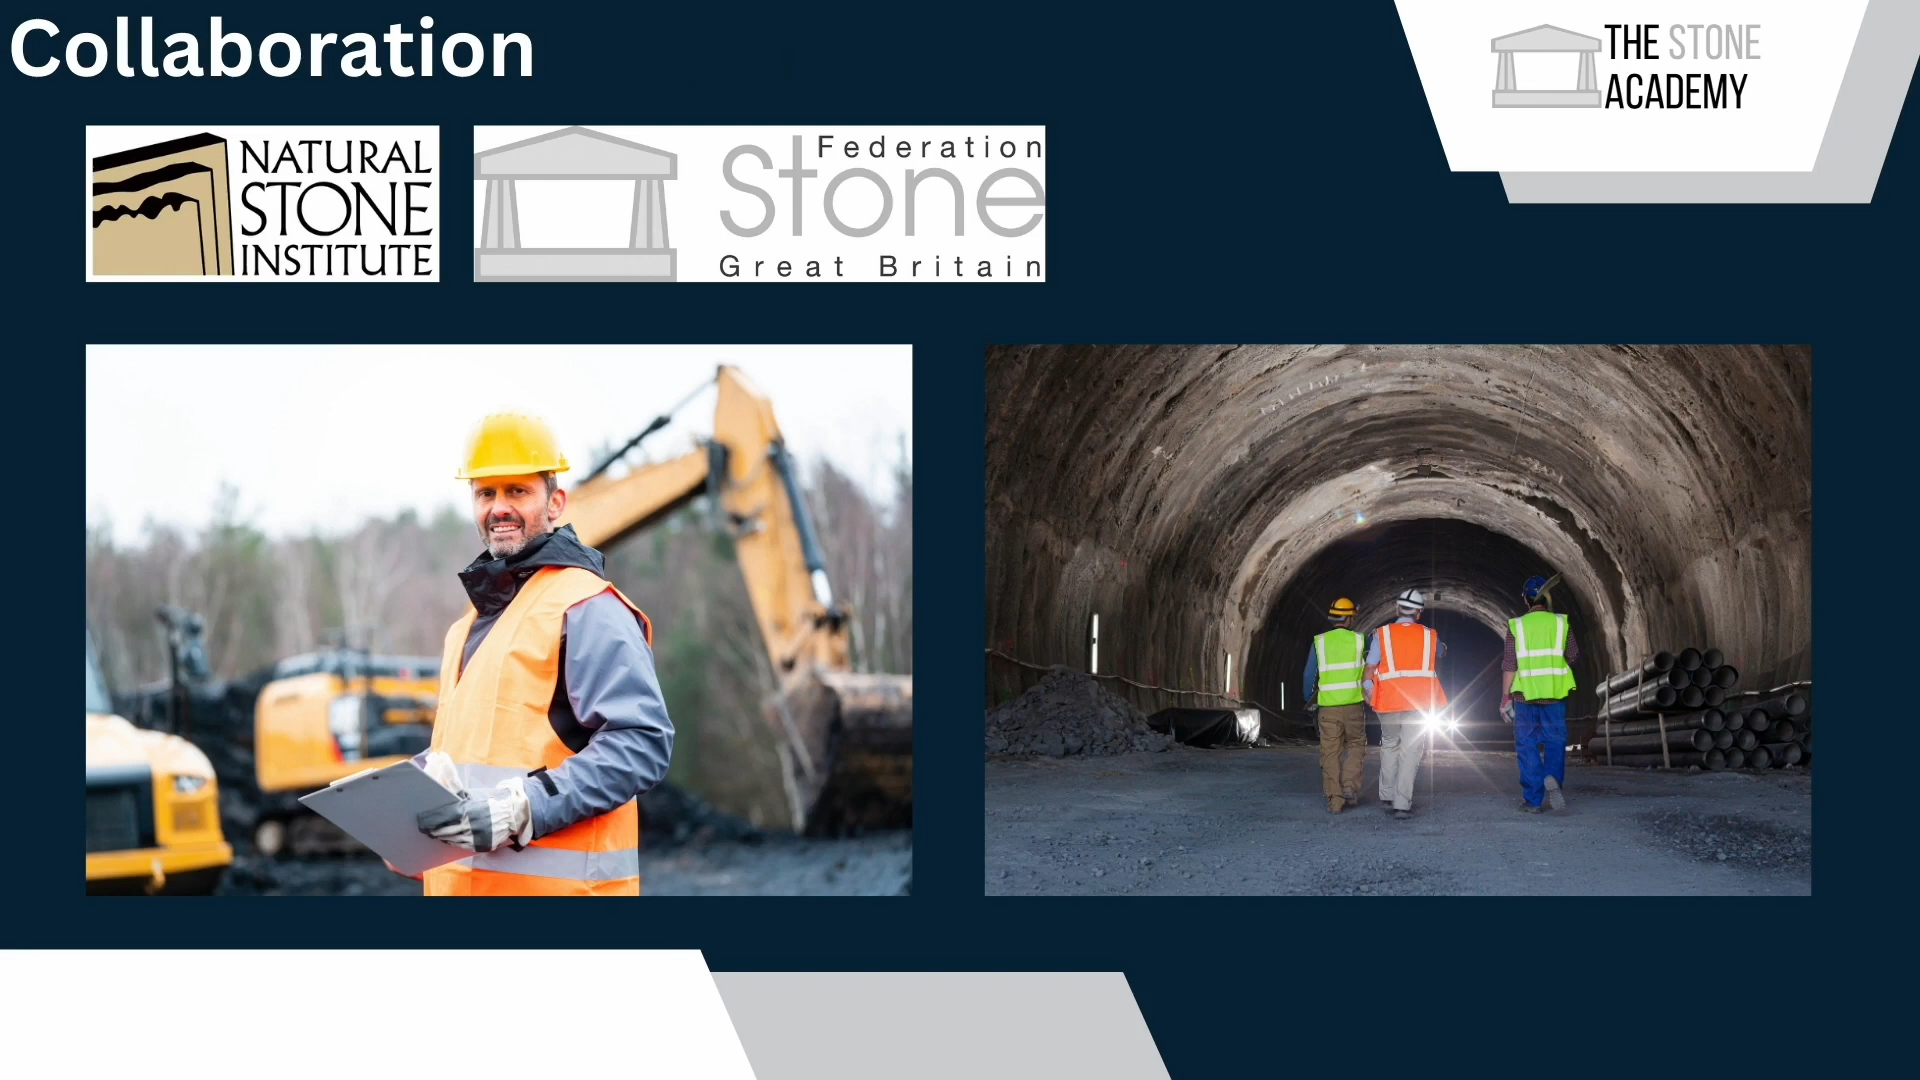 Collaboration
THE STONE
ACADEMY
NATURAL
STONE
INSTITUTE
Federation
Stone
Great Britain